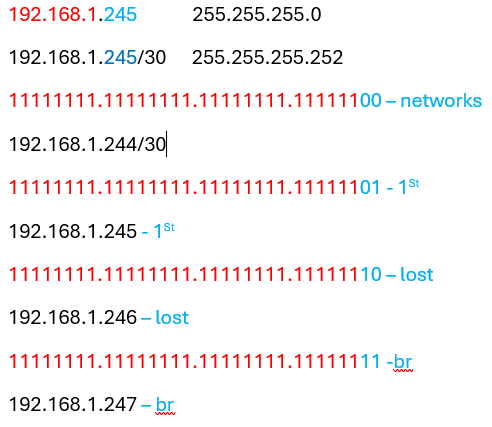 192.168.1.245 255.255.255.0
192.168.1.245/30 255.255.255.252
11111111.11111111.11111111.11111100 – networks
192.168.1.244/30
11111111.11111111.11111111.11111101 - 1St
192.168.1.245 - 1St
11111111.11111111.11111111.11111110 – lost
192.168.1.246 – lost
11111111.11111111.11111111.11111111 -br
192.168.1.247 – br